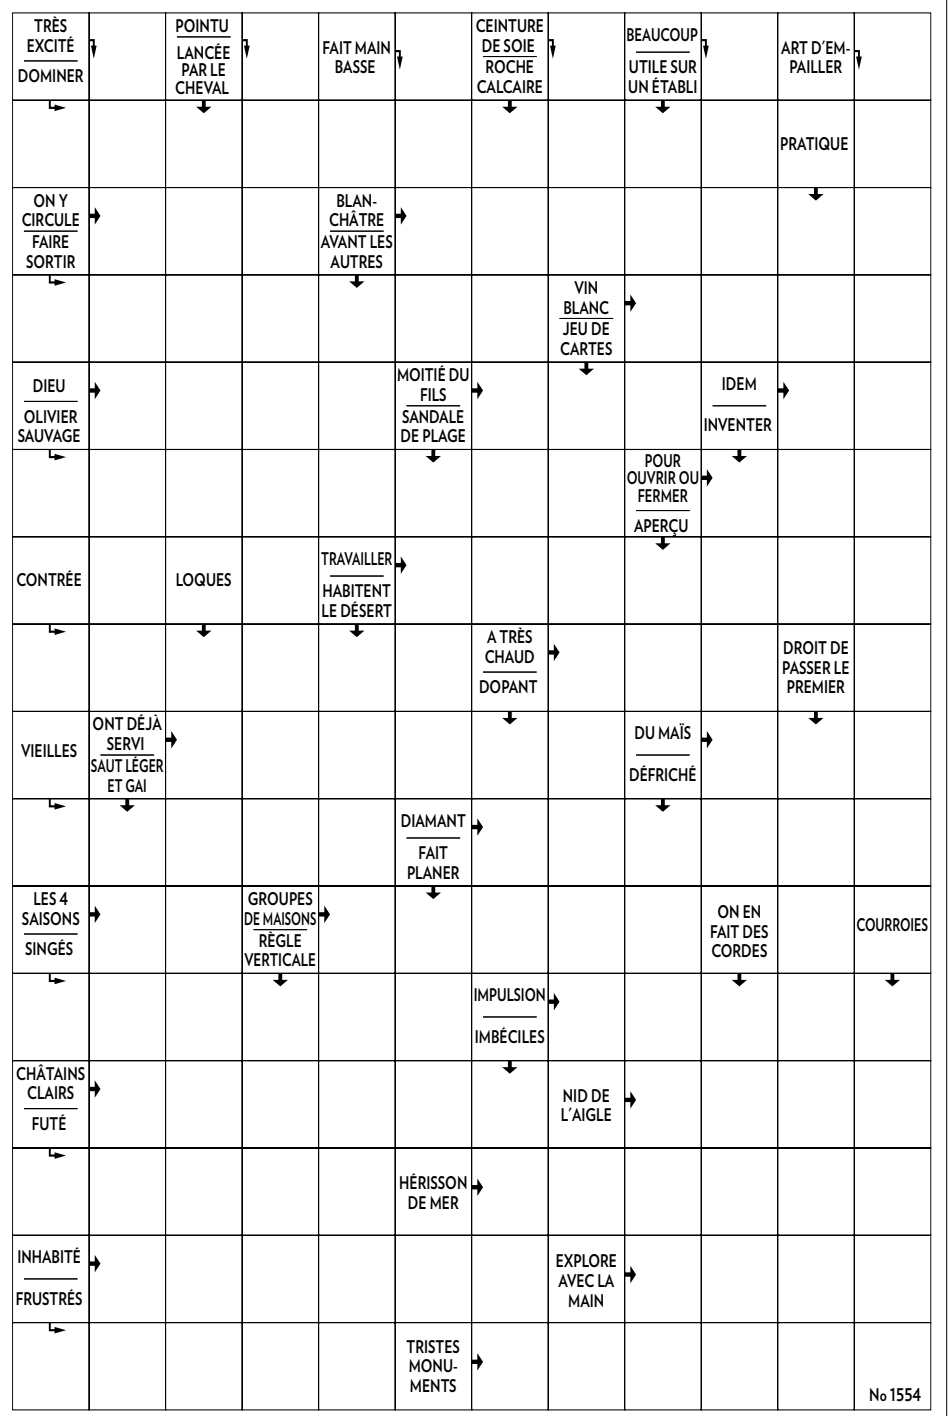 TRÈS
EXCITÉ
DOMINER
POINTU
LANCÉE
PAR LE
CHEVAL
FAIT MAIN
BASSE
CEINTURE
DE SOIE
ROCHE
CALCAIRE
BEAUCOUP
UTILE SUR
UN ÉTABLI
ART D'EM-
PAILLER
PRATIQUE
ON Y
CIRCULE
FAIRE
SORTIR
BLAN-
CHÂTRE
AVANT LES
AUTRES
VIN
BLANC
JEU DE
CARTES
DIEU
OLIVIER
SAUVAGE
MOITIÉ DU
FILS
SANDALE
DE PLAGE
IDEM
INVENTER
POUR
OUVRIR OU
FERMER
APERÇU
CONTRÉE
LOQUES
TRAVAILLER
HABITENT
LE DÉSERT
A TRÈS
CHAUD
DOPANT
DROIT DE
PASSER LE
PREMIER
VIEILLES
ONT DÉJÀ
SERVI
SAUT LÉGER
ET GAI
DU MAÏS
DÉFRICHÉ
DIAMANT
FAIT
PLANER
LES 4
SAISONS
SINGÉS
GROUPES
DE MAISONS
RÈGLE
VERTICALE
ON EN
FAIT DES
CORDES
COURROIES
IMPULSION
IMBÉCILES
CHÂTAINS
CLAIRS
FUTÉ
NID DE
L'AIGLE
HÉRISSON
DE MER
INHABITÉ
FRUSTRÉS
EXPLORE
AVEC LA
MAIN
TRISTES
MONU-
MENTS
No 1554